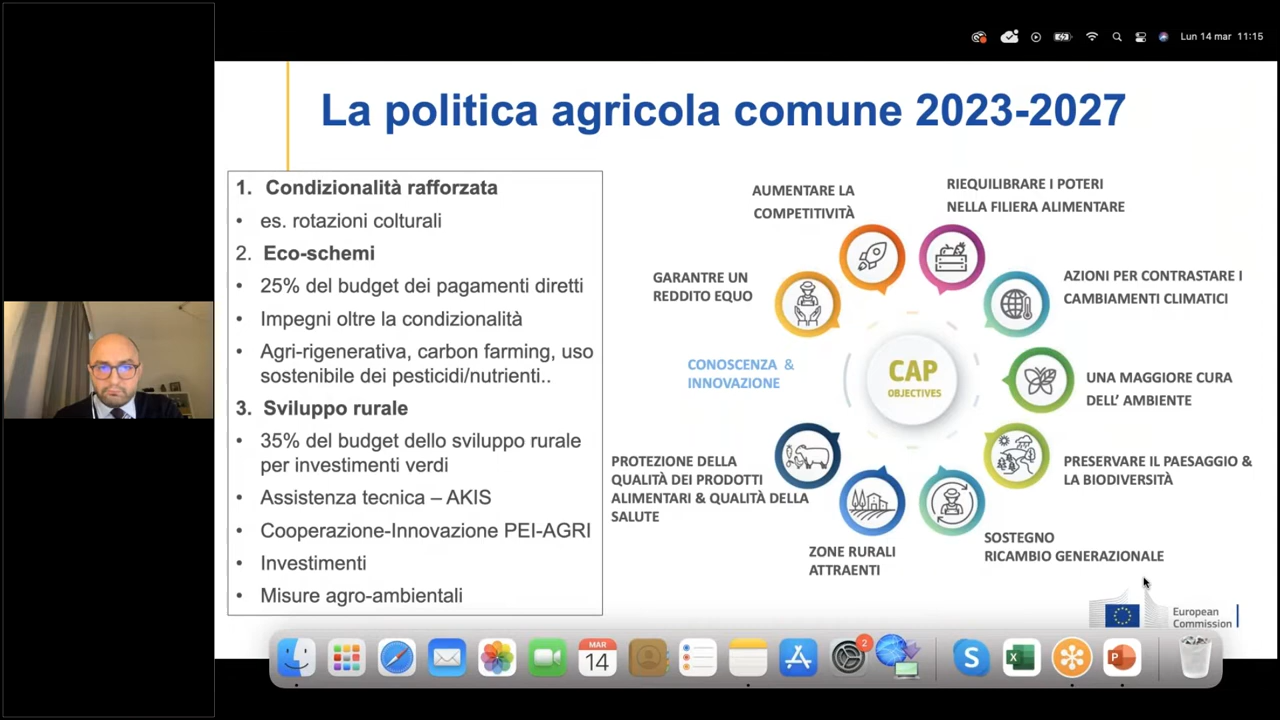 Lun 14 mar 11:15
La politica agricola comune 2023-2027
1. Condizionalità rafforzata
• es. rotazioni colturali
2. Eco-schemi
• 25% del budget dei pagamenti diretti
• Impegni oltre la condizionalità
• Agri-rigenerativa, carbon farming, uso
sostenibile dei pesticidi/nutrienti..
3. Sviluppo rurale
• 35% del budget dello sviluppo rurale
per investimenti verdi
• Assistenza tecnica – AKIS
• Cooperazione-Innovazione PEI-AGRI
• Investimenti
• Misure agro-ambientali
AUMENTARE LA
COMPETITIVITÀ
RIEQUILIBRARE I POTERI
NELLA FILIERA ALIMENTARE
GARANTRE UN
REDDITO EQUO
AZIONI PER CONTRASTARE I
CAMBIAMENTI CLIMATICI
CONOSCENZA &
INNOVAZIONE
CAP
OBJECTIVES
UNA MAGGIORE CURA
DELL’ AMBIENTE
PROTEZIONE DELLA
QUALITÀ DEI PRODOTTI
ALIMENTARI & QUALITÀ DELLA
SALUTE
PRESERVARE IL PAESAGGIO &
LA BIODIVERSITÀ
ZONE RURALI
ATTRAENTI
SOSTEGNO
RICAMBIO GENERAZIONALE
European
Commission
MAR
14
2
S
X
P